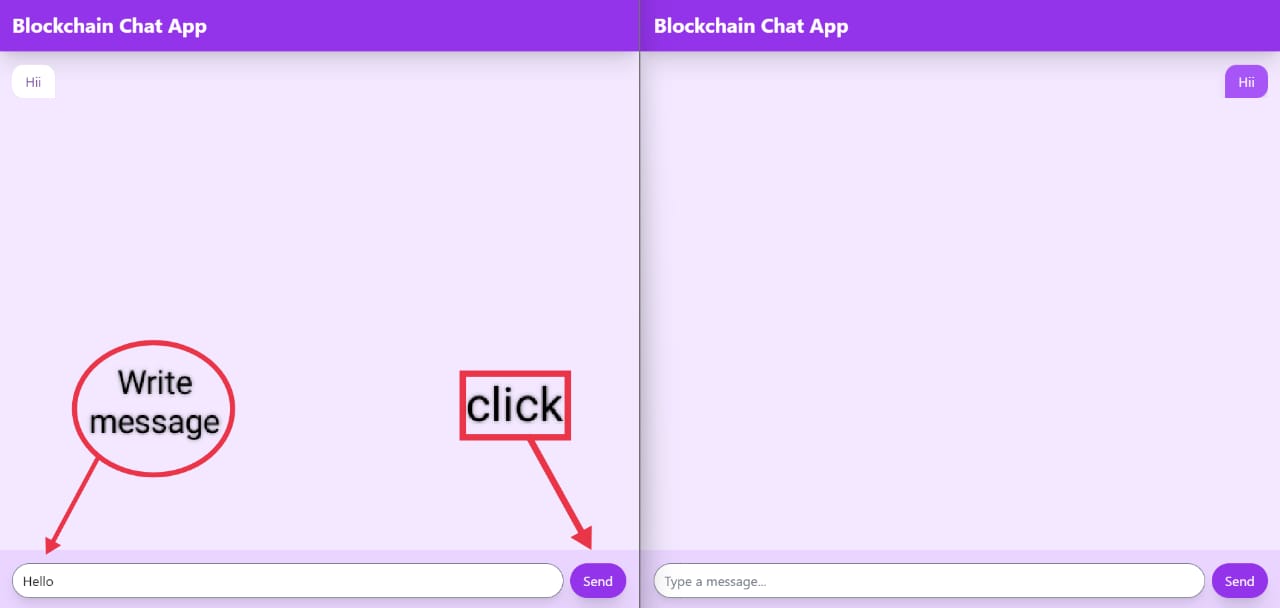 Blockchain Chat App
Hii
Write
message
click
Hello
Send
Blockchain Chat App
Hii
Type a message...
Send